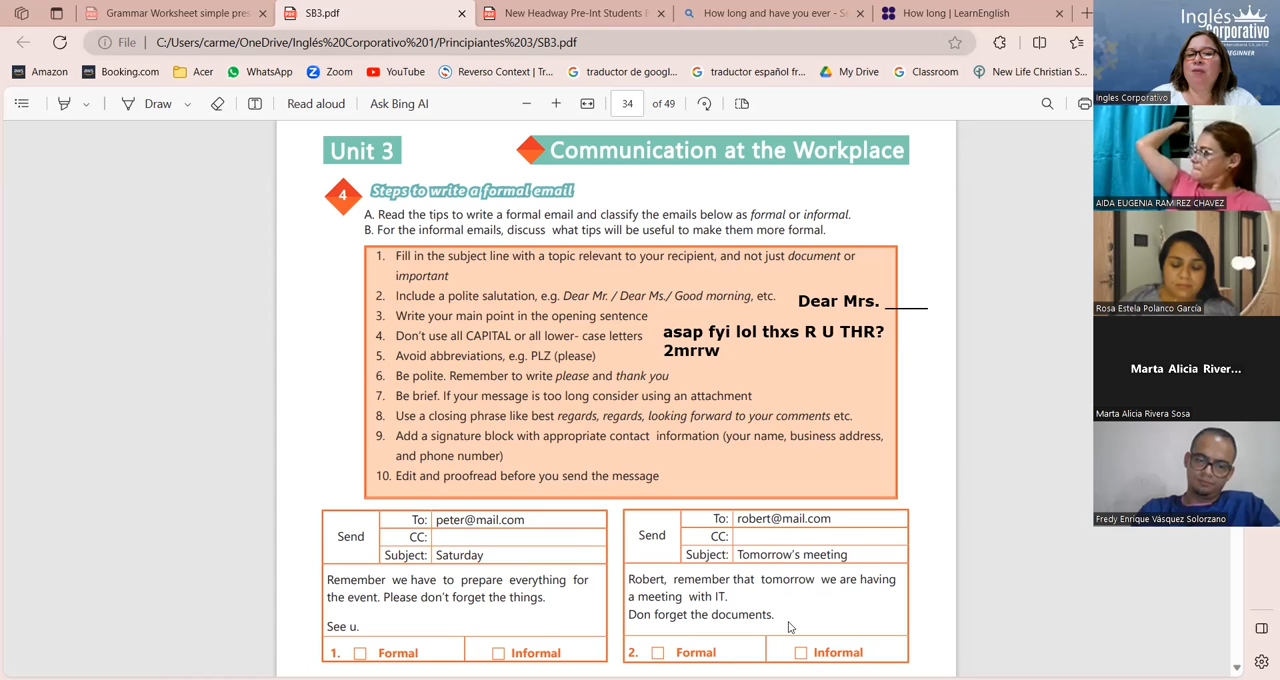 Grammar Worksheet simple pres
SB3.pdf
New Headway Pre-Int Students P
How long and have you ever - Se
How long | LearnEnglish
File
C:/Users/carme/OneDrive/Inglés%20Corporativo%201/Principiantes%203/SB3.pdf
Amazon
Booking.com
Acer
WhatsApp
Zoom
YouTube
Reverso Context | Tr...
traductor de googl...
traductor español fr...
My Drive
Classroom
New Life Christian S...
Draw
Read aloud
Ask Bing AI
34
of 49
Unit 3
Communication at the Workplace
4
Steps to write a formal email
A. Read the tips to write a formal email and classify the emails below as formal or informal.
B. For the informal emails, discuss what tips will be useful to make them more formal.
1. Fill in the subject line with a topic relevant to your recipient, and not just document or
important
2. Include a polite salutation, e.g. Dear Mr. / Dear Ms./ Good morning, etc.
Dear Mrs. _____
3. Write your main point in the opening sentence
4. Don't use all CAPITAL or all lower- case letters
asap fyi lol thxs R U THR?
2mrrw
5. Avoid abbreviations, e.g. PLZ (please)
6. Be polite. Remember to write please and thank you
7. Be brief. If your message is too long consider using an attachment
8. Use a closing phrase like best regards, regards, looking forward to your comments etc.
9. Add a signature block with appropriate contact information (your name, business address,
and phone number)
10. Edit and proofread before you send the message
Send
To: peter@mail.com
CC:
Subject: Saturday
Remember we have to prepare everything for
the event. Please don't forget the things.
See u.
1. Formal
Informal
Send
To: robert@mail.com
CC:
Subject: Tomorrow's meeting
Robert, remember that tomorrow we are having
a meeting with IT.
Don forget the documents.
2. Formal
Informal
Inglés
Corporativo
BEGINNER
Ingles Corporativo
AIDA EUGENIA RAMIREZ CHAVEZ
Rosa Estela Polanco García
Marta Alicia River...
Marta Alicia Rivera Sosa
Fredy Enrique Vásquez Solorzano